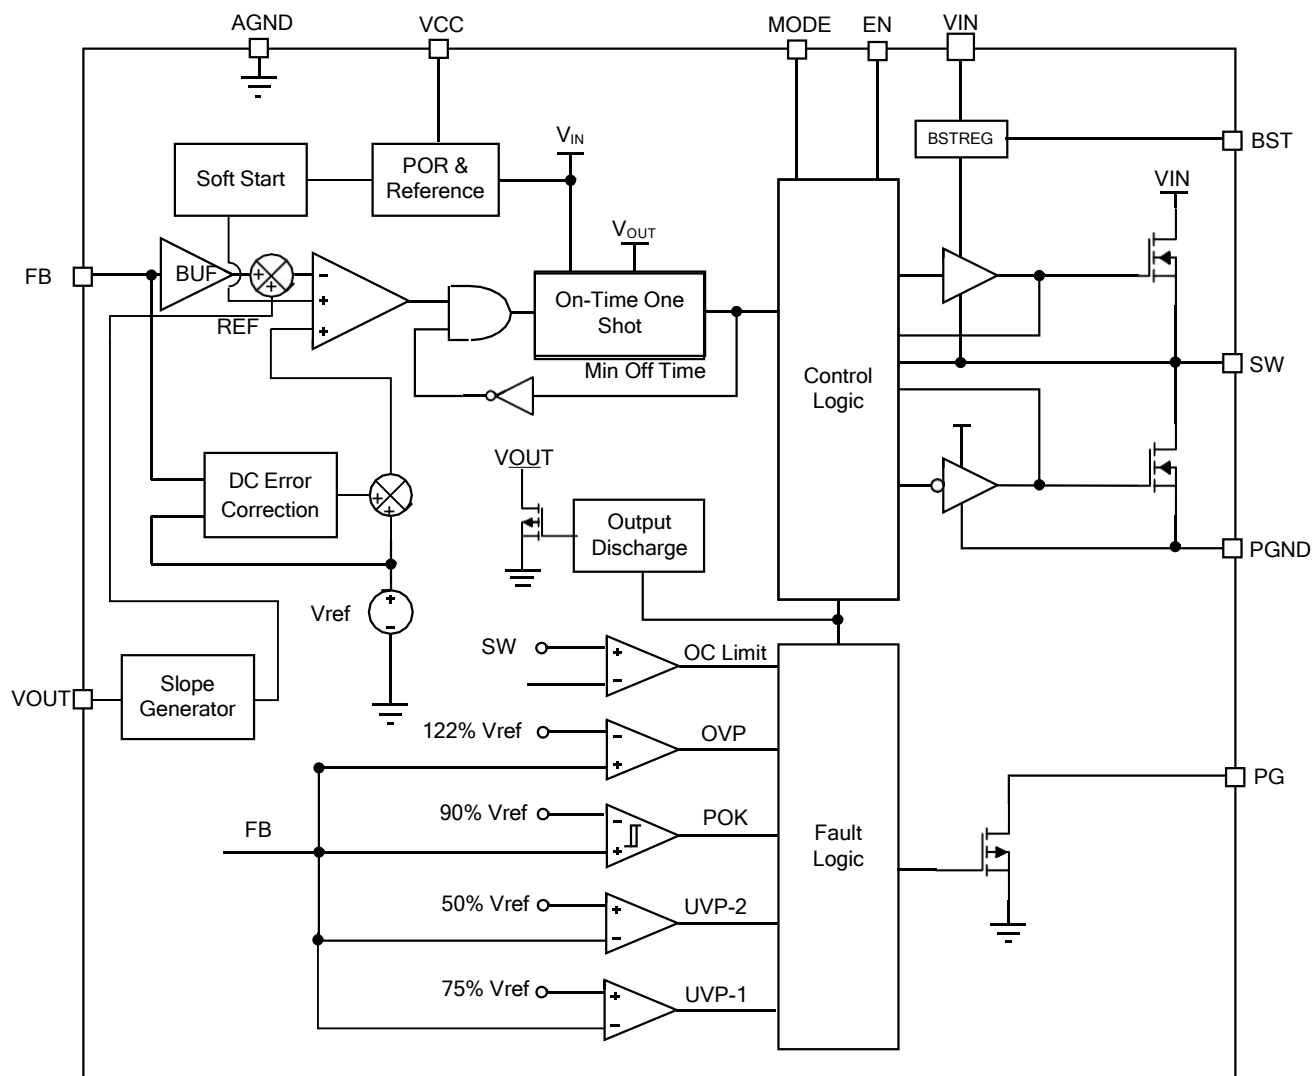 AGND
VCC
MODE
EN
VIN
BSTREG
BST
VIN
V_IN
Soft Start
POR &
Reference
V_OUT
FB
BUF
+
+
-
+
+
REF
On-Time One
Shot
Min Off Time
Control
Logic
SW
DC Error
Correction
+
+
VOUT
Output
Discharge
PGND
Vref
+
-
SW
+
-
OC Limit
VOUT
Slope
Generator
122% Vref
-
+
OVP
PG
90% Vref
-
+
POK
FB
Fault
Logic
50% Vref
+
-
UVP-2
75% Vref
+
-
UVP-1